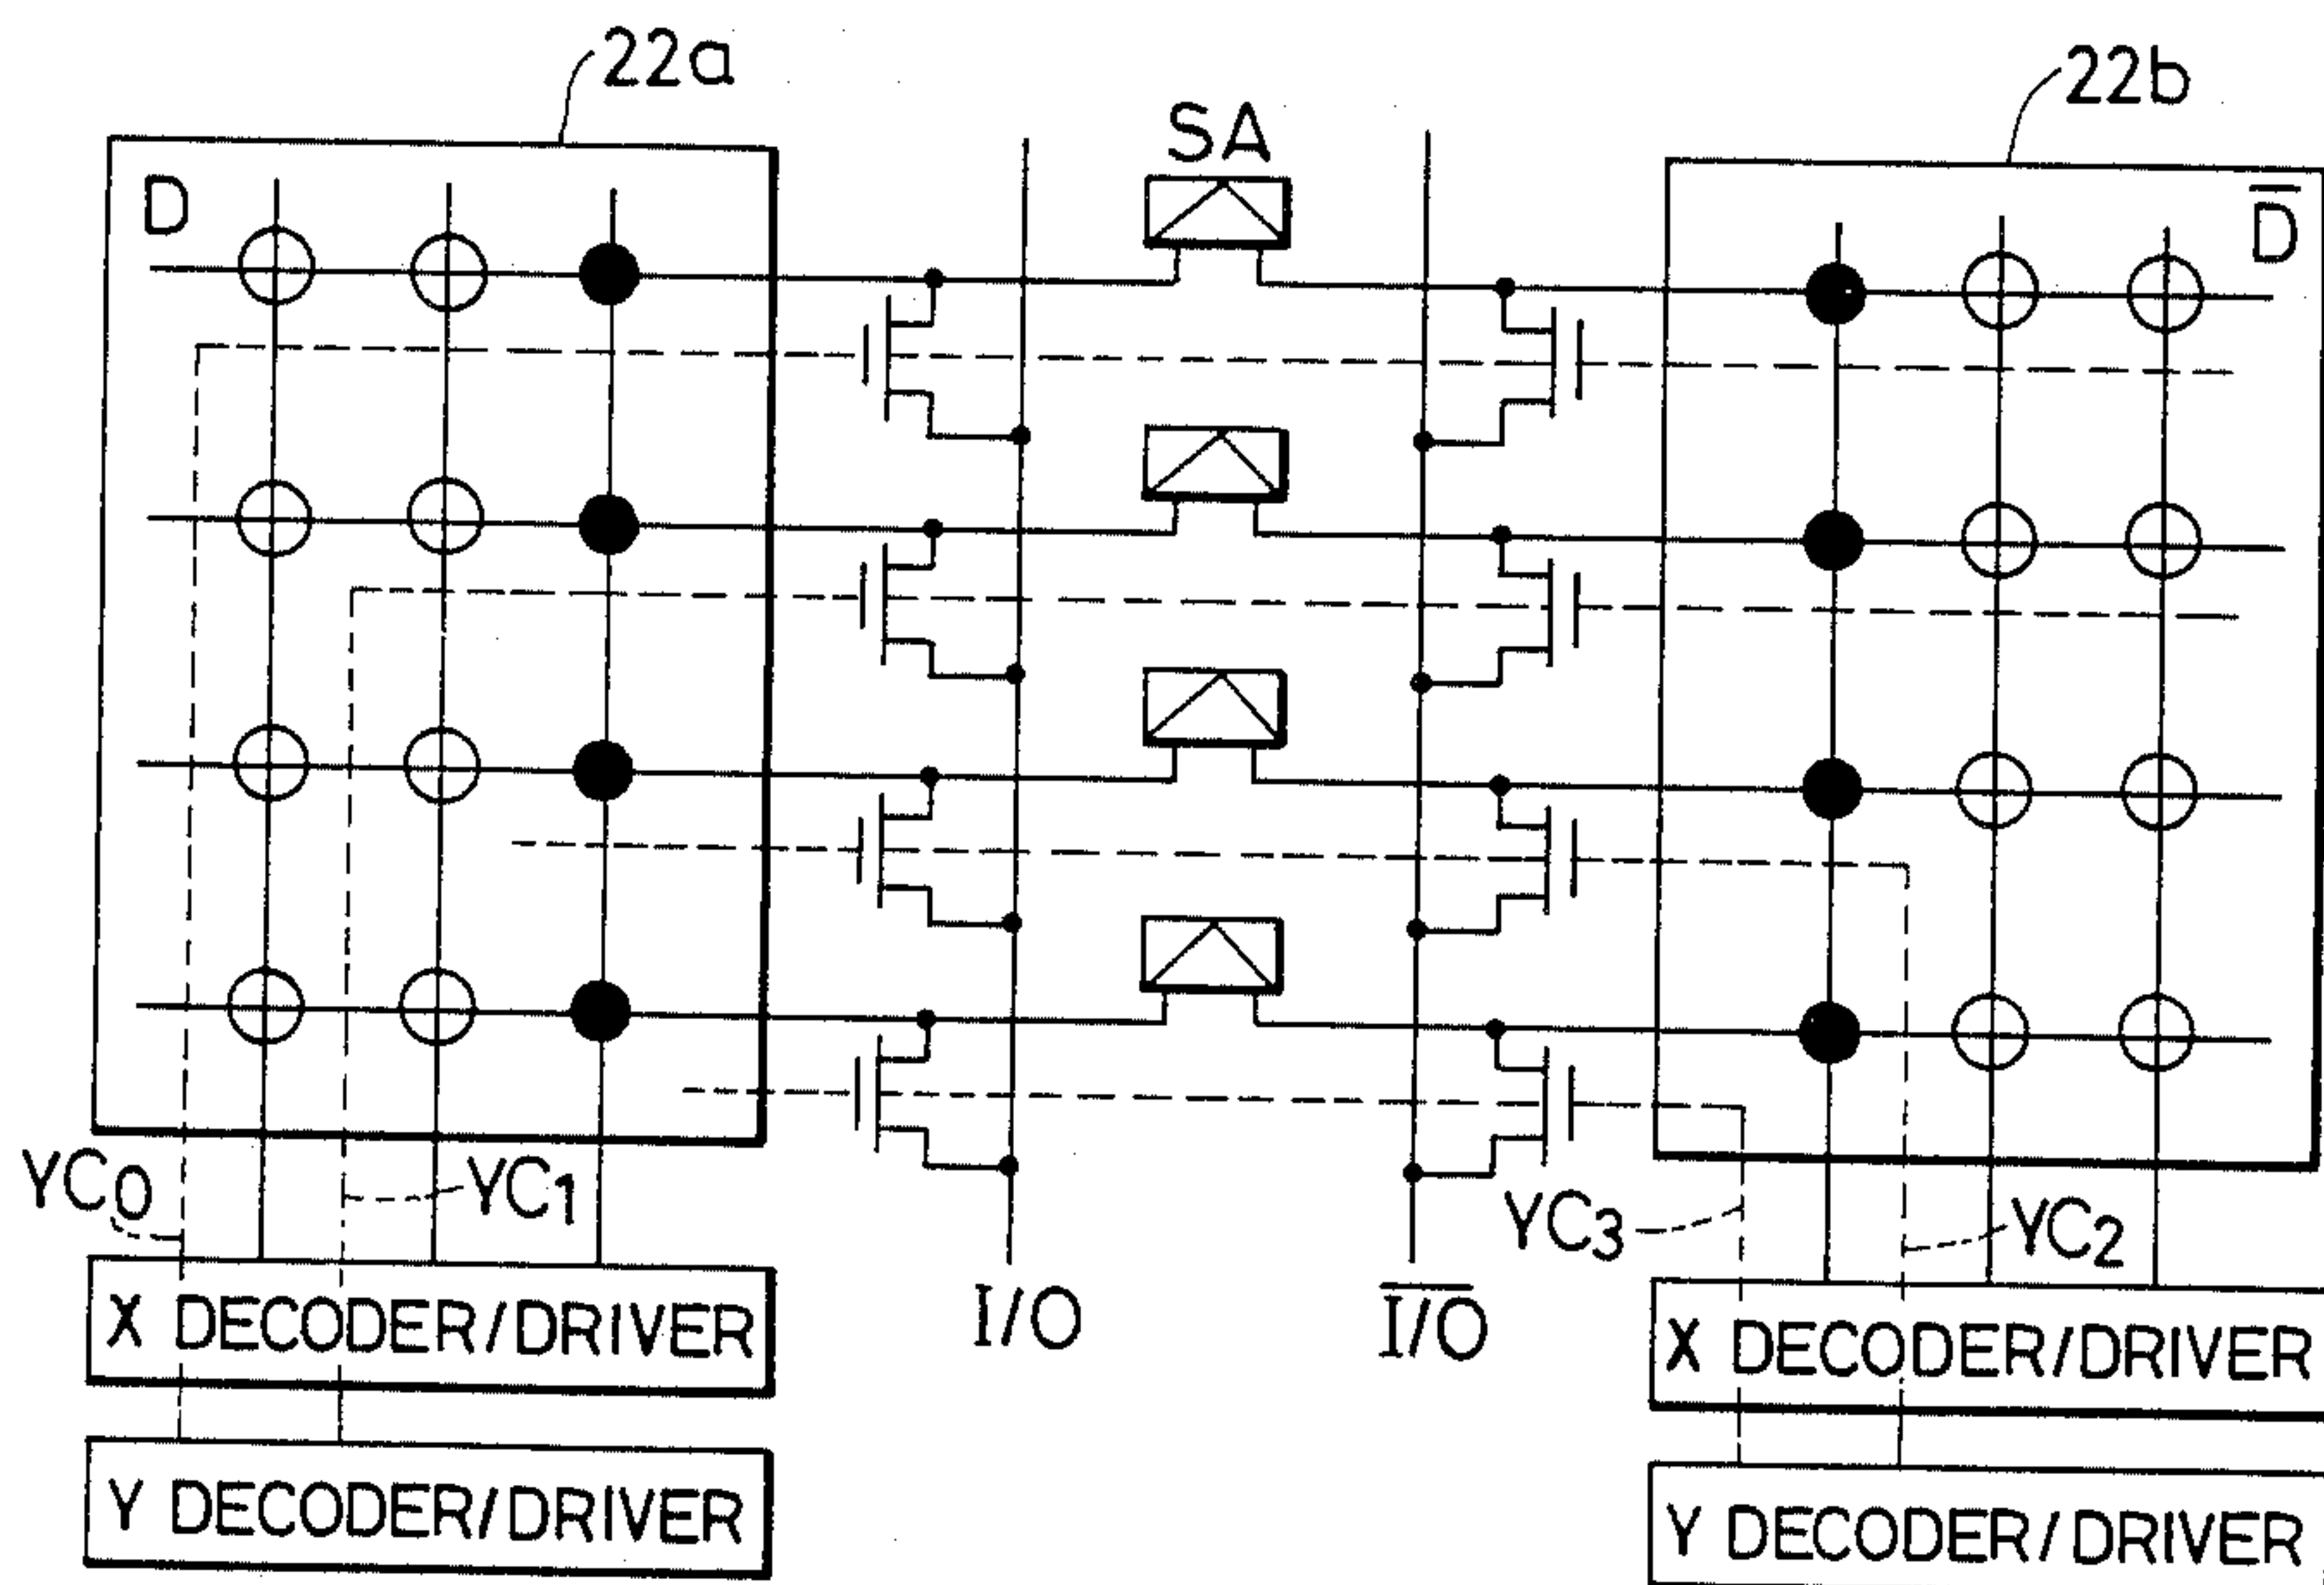 22a
22b
SA
D
D̅
YC0
YC1
YC3
YC2
I/O
I̅/̅O̅
X DECODER/DRIVER
X DECODER/DRIVER
Y DECODER/DRIVER
Y DECODER/DRIVER